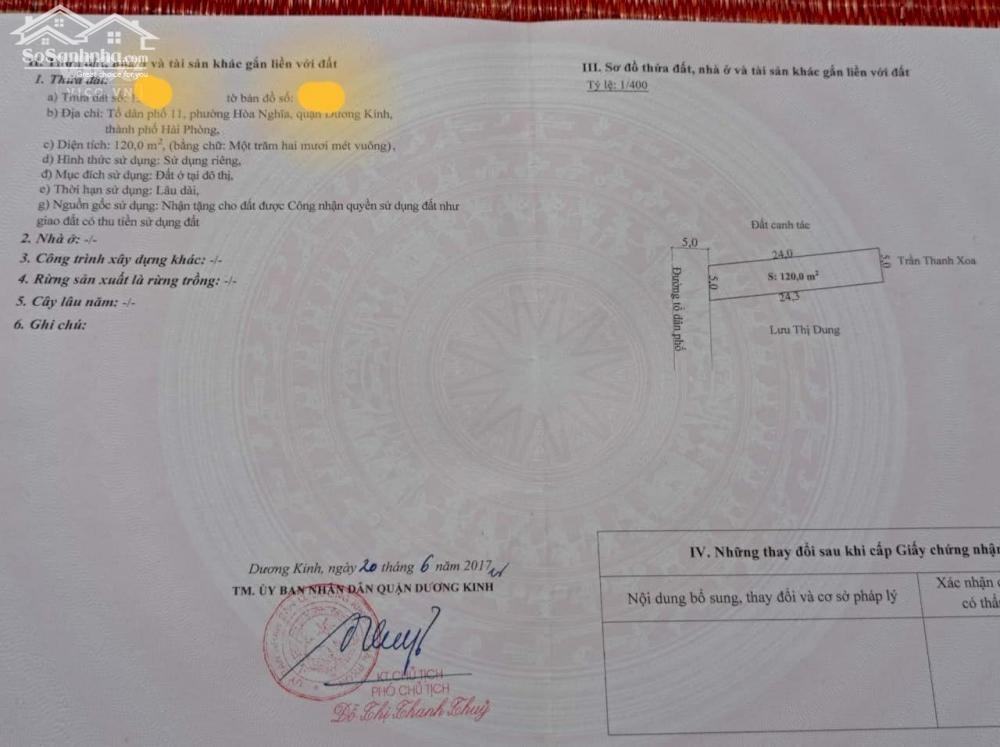 SoSanhnha.com
Great choice for you
II. Thửa đất, nhà ở và tài sản khác gắn liền với đất
1. Thửa đất:
a) Thửa đất số: tờ bản đồ số:
b) Địa chỉ: Tổ dân phố 11, phường Hòa Nghĩa, quận Dương Kinh,
thành phố Hải Phòng,
c) Diện tích: 120,0 m², (bằng chữ: Một trăm hai mươi mét vuông),
d) Hình thức sử dụng: Sử dụng riêng,
đ) Mục đích sử dụng: Đất ở tại đô thị,
e) Thời hạn sử dụng: Lâu dài,
g) Nguồn gốc sử dụng: Nhận tặng cho đất được Công nhận quyền sử dụng đất như
giao đất có thu tiền sử dụng đất
2. Nhà ở: -/-
3. Công trình xây dựng khác: -/-
4. Rừng sản xuất là rừng trồng: -/-
5. Cây lâu năm: -/-
6. Ghi chú:
III. Sơ đồ thửa đất, nhà ở và tài sản khác gắn liền với đất
Tỷ lệ: 1/400
Đất canh tác
5,0
24,0
5,0
Trần Thanh Xoa
5,0
S: 120,0 m²
24,3
Đường tổ dân phố
Lưu Thị Dung
Dương Kinh, ngày 20 tháng 6 năm 2017
TM. ỦY BAN NHÂN DÂN QUẬN DƯƠNG KINH
KT. CHỦ TỊCH
PHÓ CHỦ TỊCH
Đỗ Thị Thanh Thuỷ
IV. Những thay đổi sau khi cấp Giấy chứng nhận
Nội dung bổ sung, thay đổi và cơ sở pháp lý
Xác nhận
có thẩ